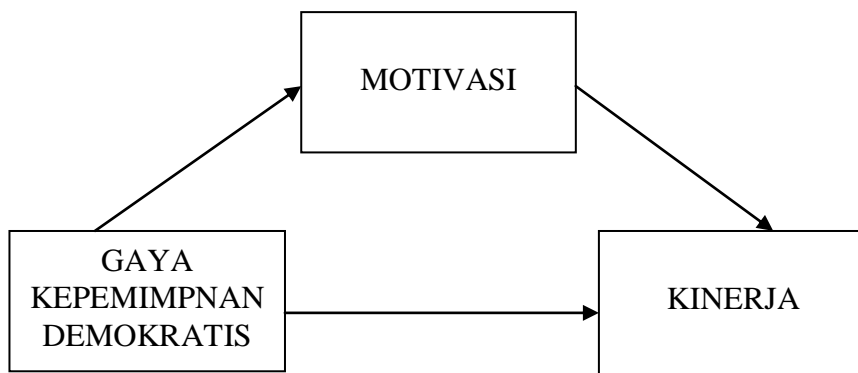 MOTIVASI
GAYA
KEPEMIMPNAN
DEMOKRATIS
KINERJA